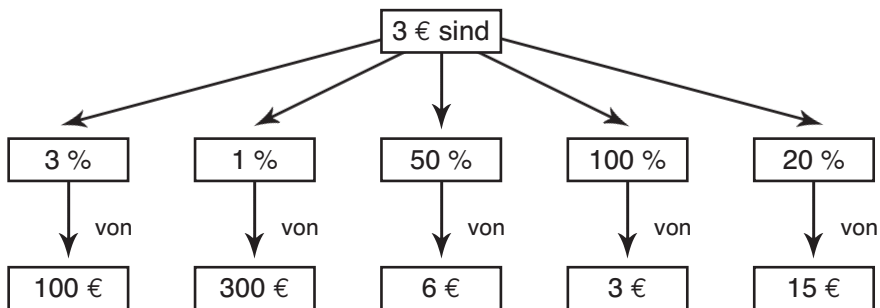 3 € sind
3 % 1 % 50 % 100 % 20 %
von von von von von
100 € 300 € 6 € 3 € 15 €